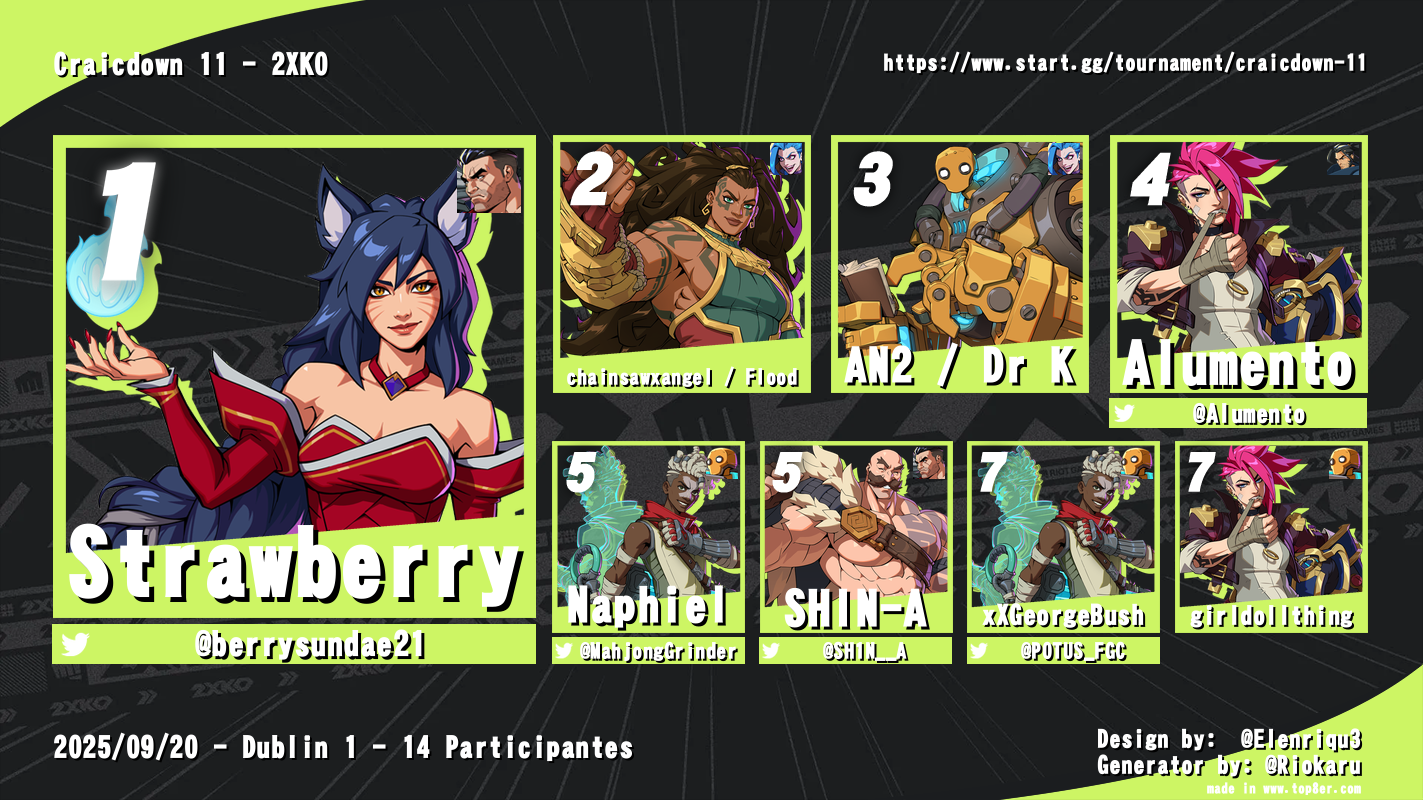 Craicdown 11 - 2XKO
https://www.start.gg/tournament/craicdown-11
1
2
3
4
chainsawxangel / Flood
AN2 / Dr K
Alumento
@Alumento
5
5
7
7
Strawberry
Naphiel
SHIN-A
xXGeorgeBush
girldollthing
@berrysundae21
@MahjongGrinder
@SHIN__A
@POTUS_FGC
2XKO
2025/09/20 - Dublin 1 - 14 Participantes
Design by: @Elenriqu3
Generator by: @Riokaru
made in www.top8er.com